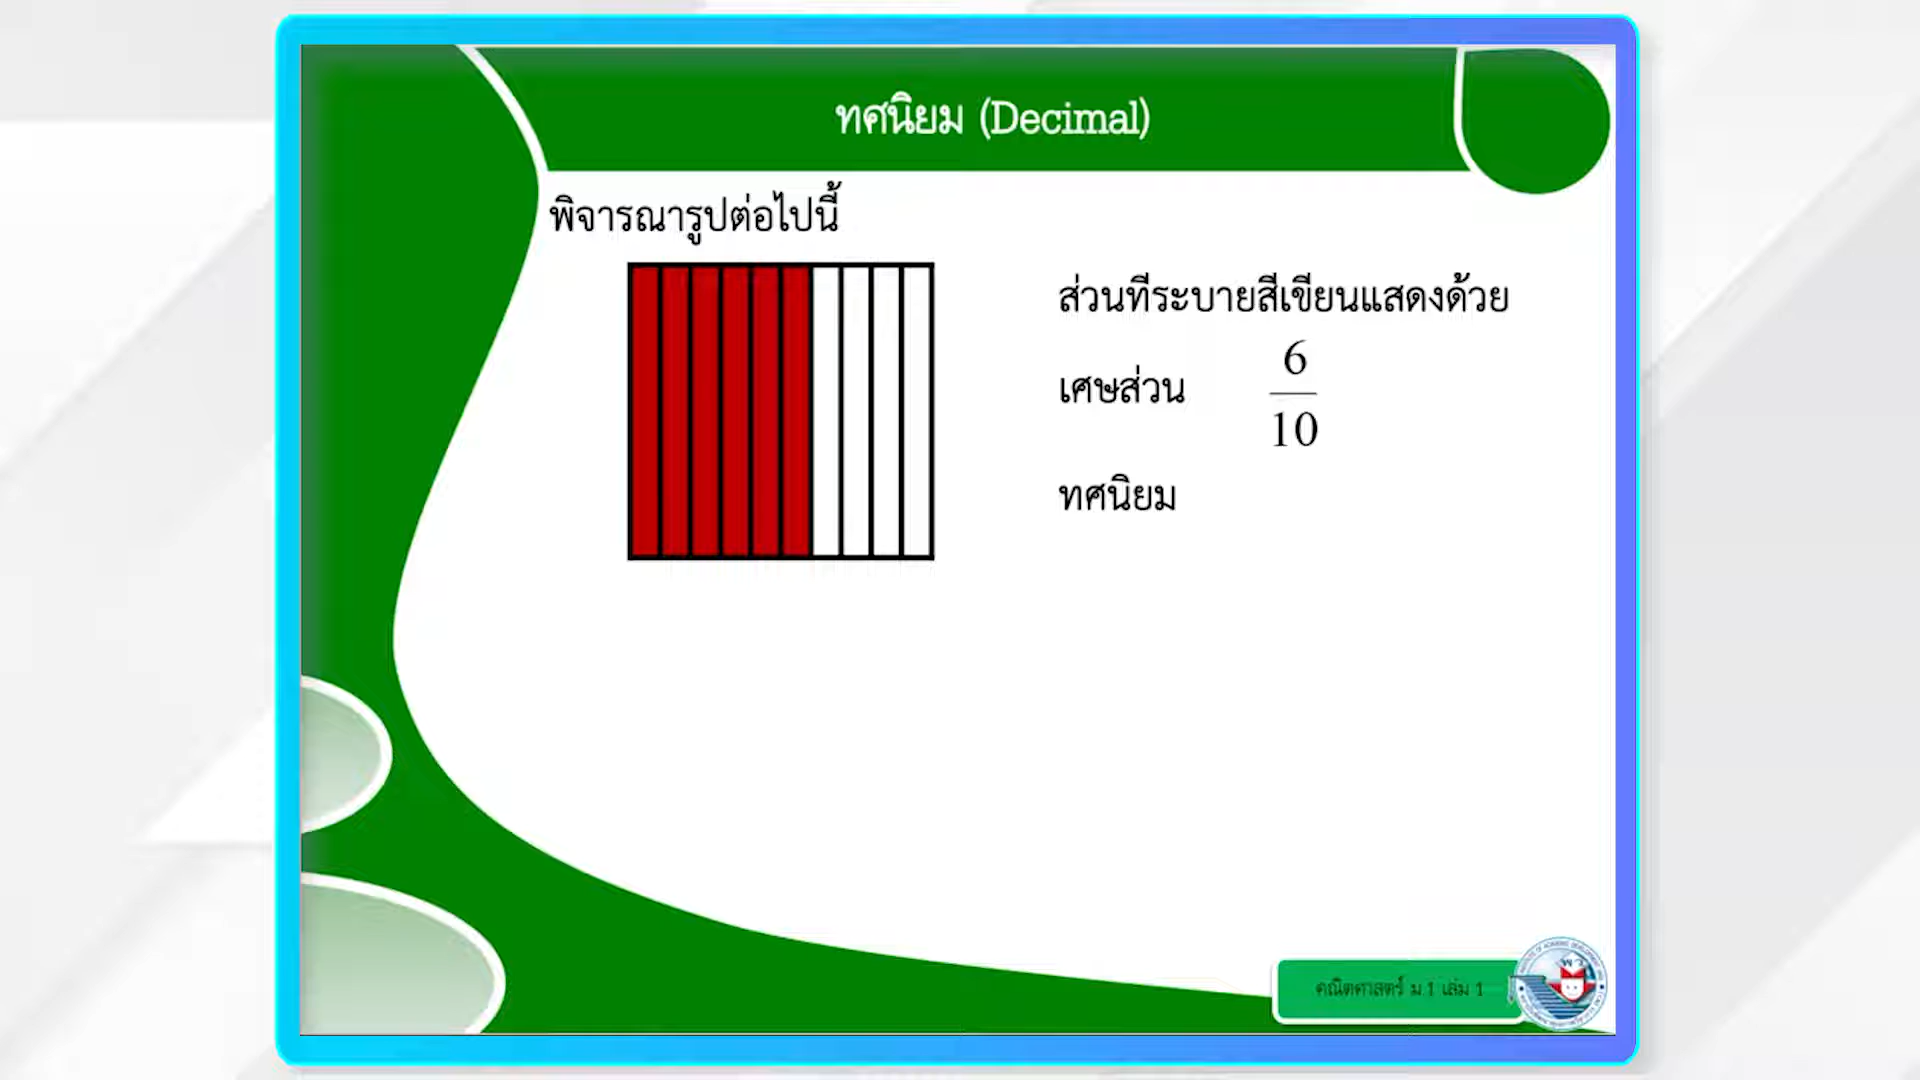 ทศนิยม (Decimal)
พิจารณารูปต่อไปนี้
ส่วนที่ระบายสีเขียนแสดงด้วย
เศษส่วน
6
10
ทศนิยม
คณิตศาสตร์ ม.1 เล่ม 1
พว